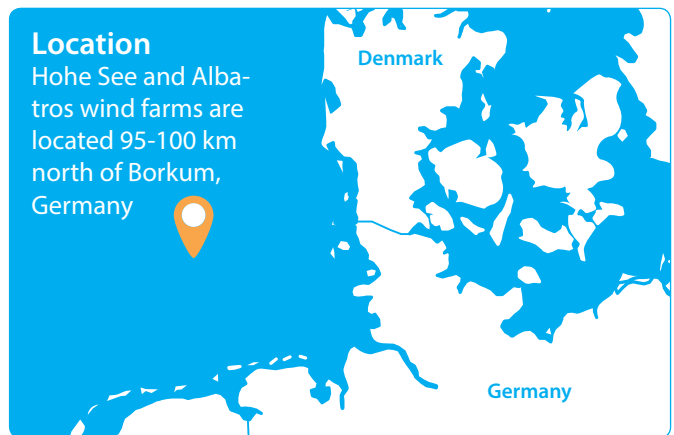 Location
Hohe See and Alba-
tros wind farms are
located 95-100 km
north of Borkum,
Germany
Denmark
Germany